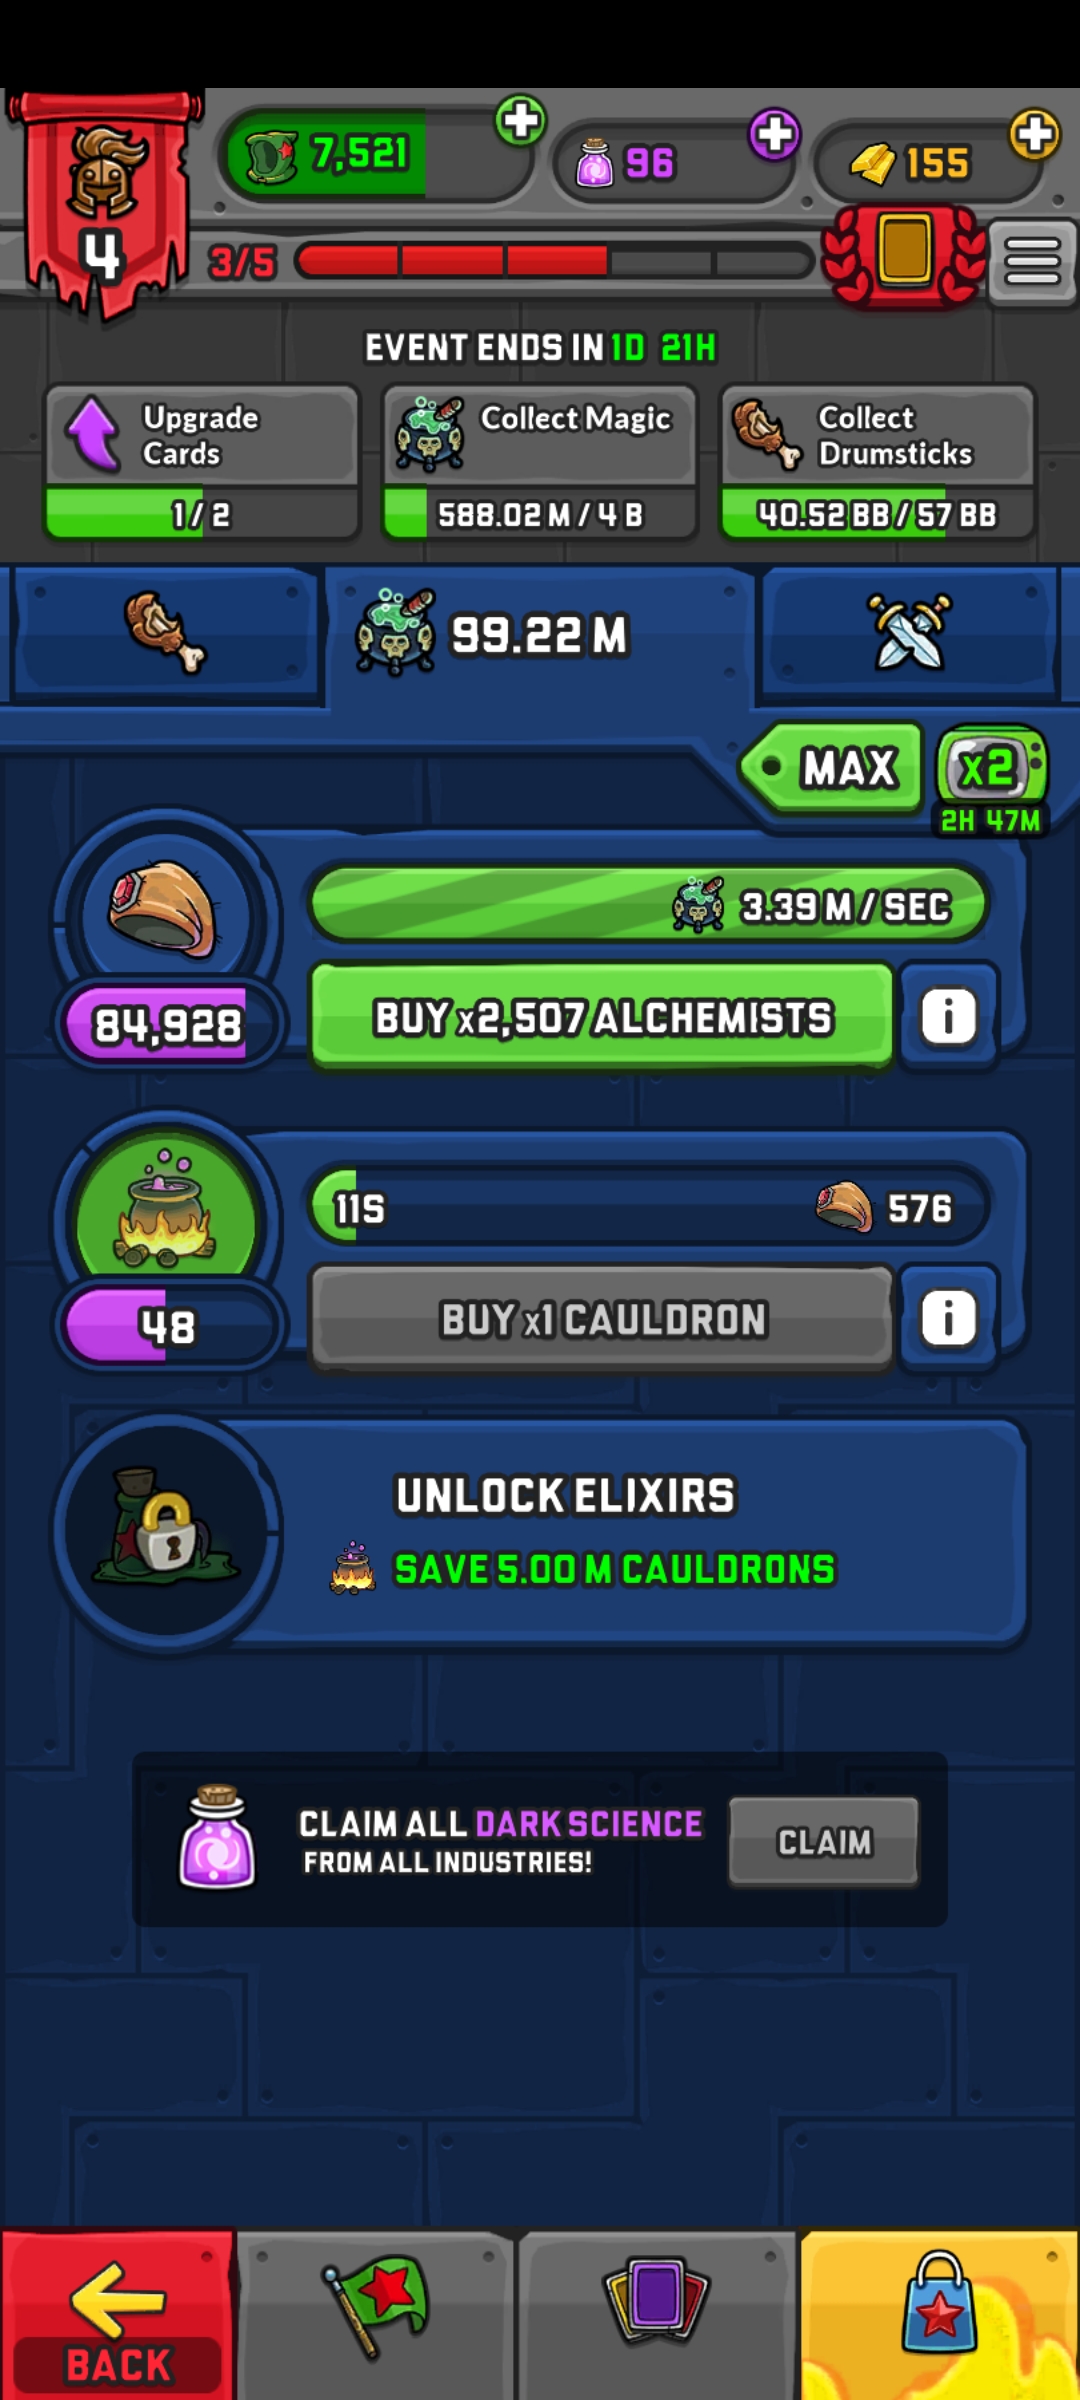 7,521
96
155
4
3/5
EVENT ENDS IN 1D 21H
Upgrade
Cards
1/2
Collect Magic
588.02 M / 4 B
Collect
Drumsticks
40.52 BB / 57 BB
99.22 M
MAX
x2
2H 47M
3.39 M / SEC
84,928
BUY x2,507 ALCHEMISTS
i
11S
576
48
BUY x1 CAULDRON
i
UNLOCK ELIXIRS
SAVE 5.00 M CAULDRONS
CLAIM ALL DARK SCIENCE
FROM ALL INDUSTRIES!
CLAIM
BACK